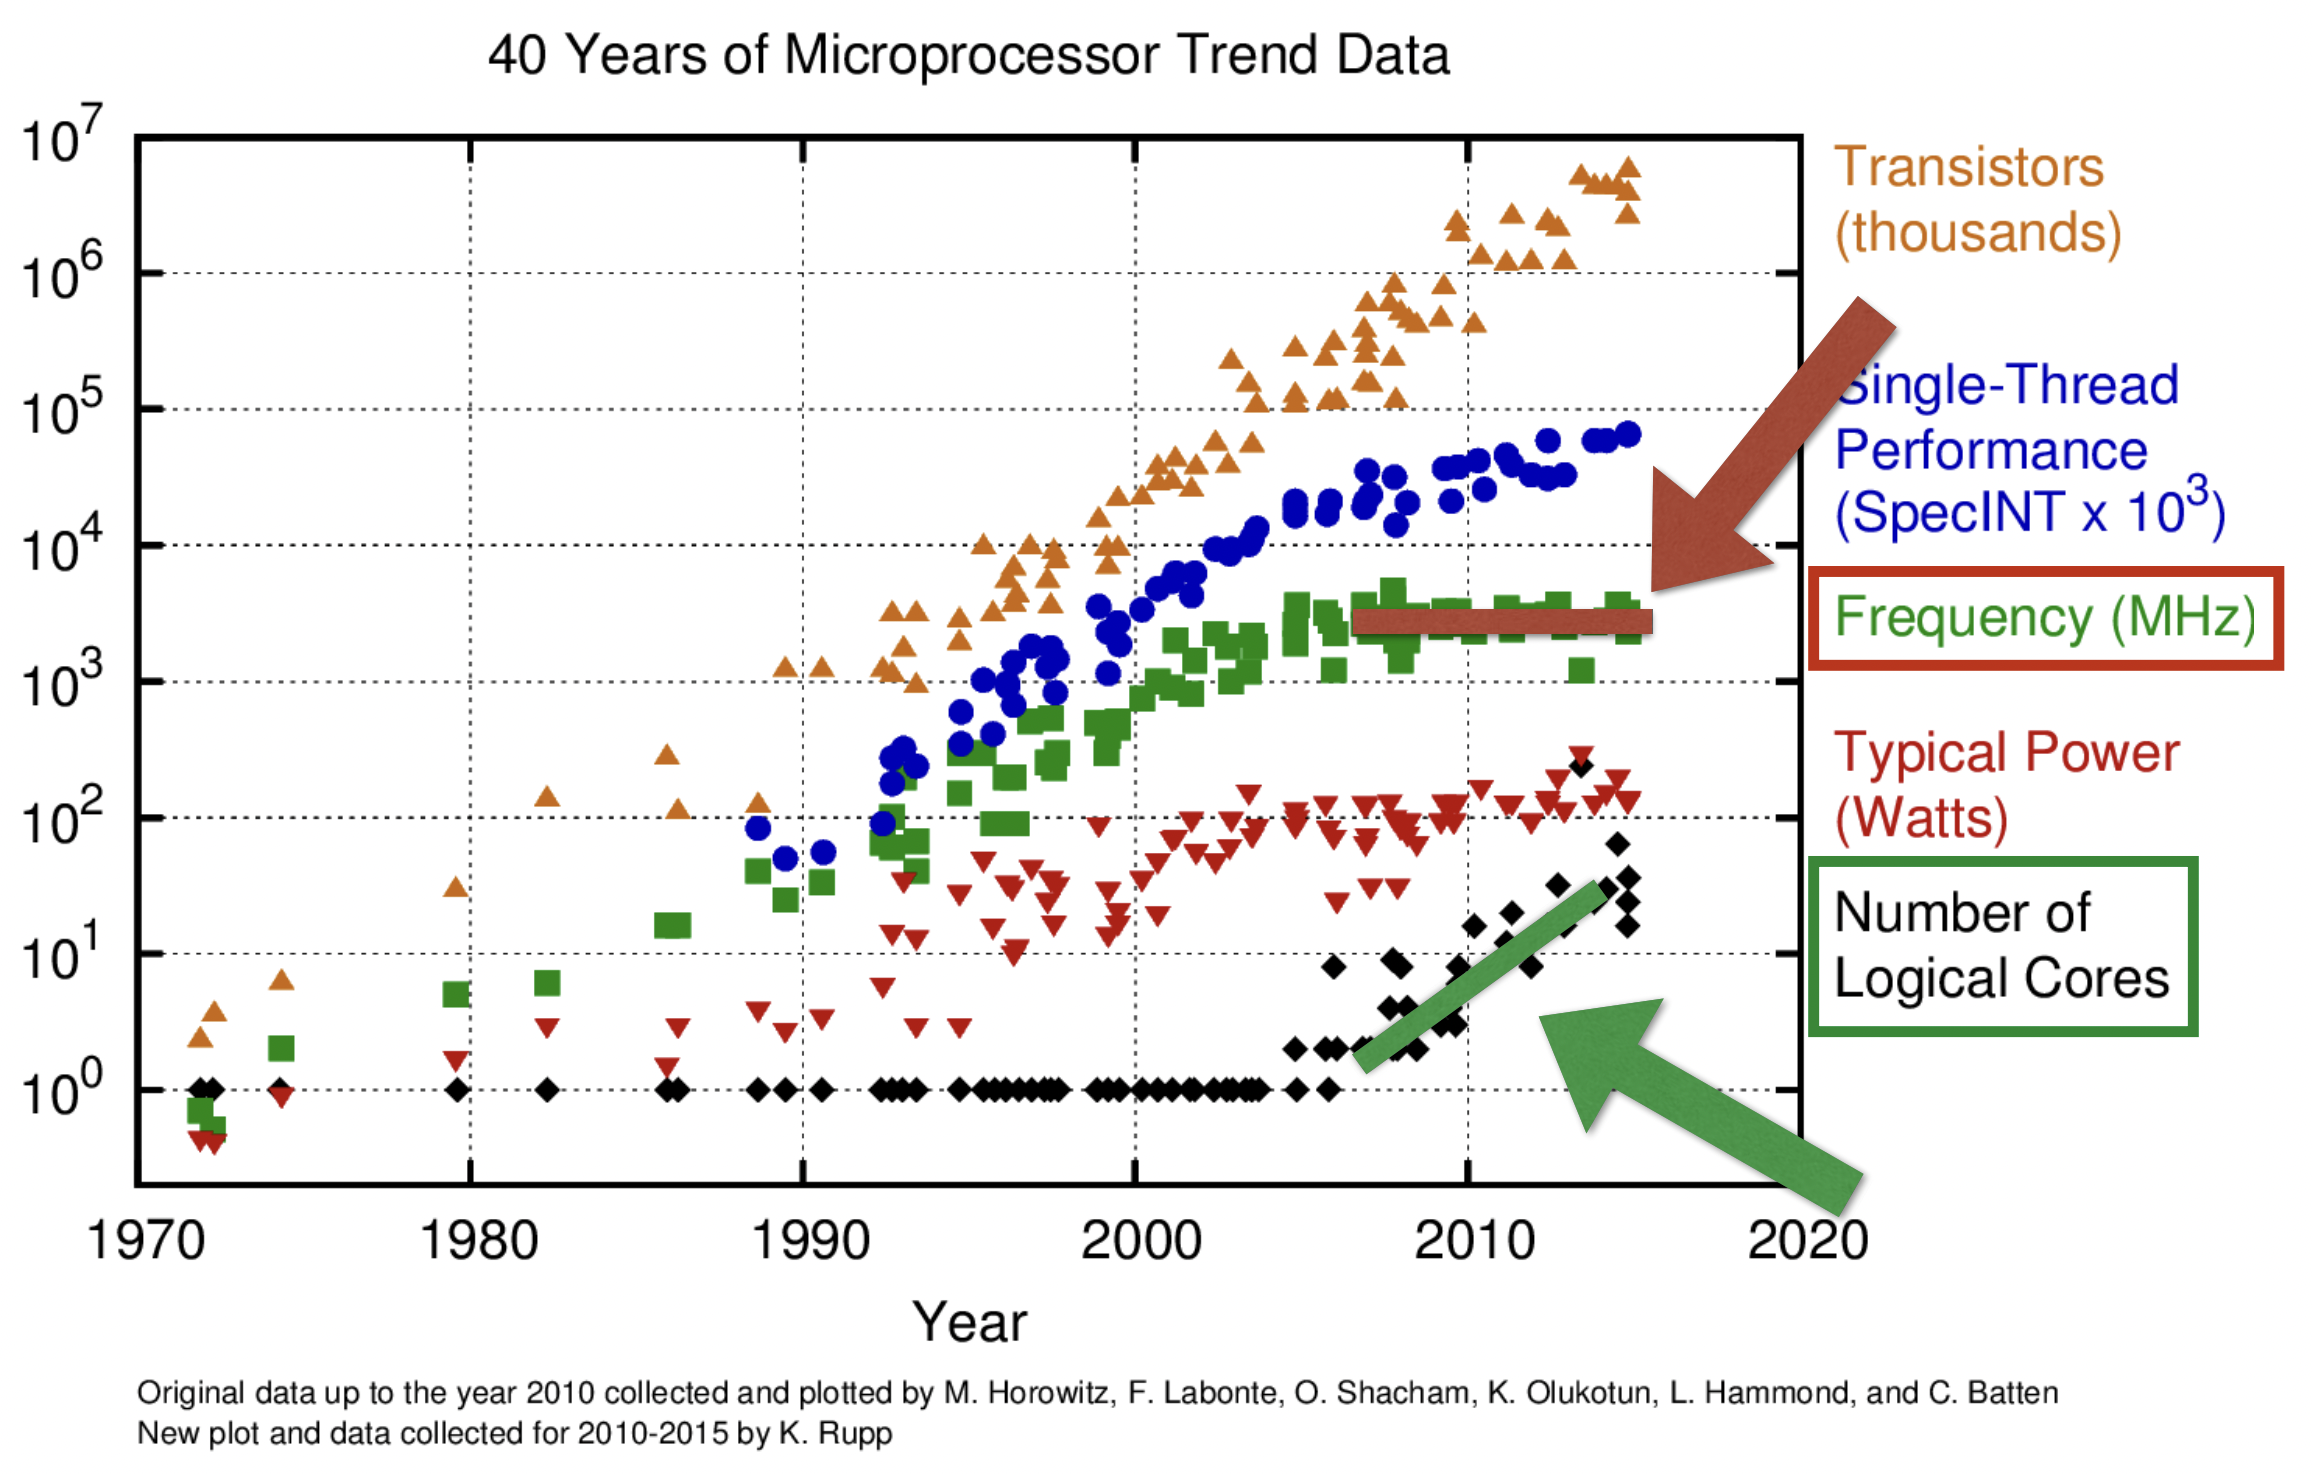 40 Years of Microprocessor Trend Data
10^7
10^6
10^5
10^4
10^3
10^2
10^1
10^0
1970 1980 1990 2000 2010 2020
Year
Transistors
(thousands)
Single-Thread
Performance
(SpecINT x 10^3)
Frequency (MHz)
Typical Power
(Watts)
Number of
Logical Cores
Original data up to the year 2010 collected and plotted by M. Horowitz, F. Labonte, O. Shacham, K. Olukotun, L. Hammond, and C. Batten
New plot and data collected for 2010-2015 by K. Rupp